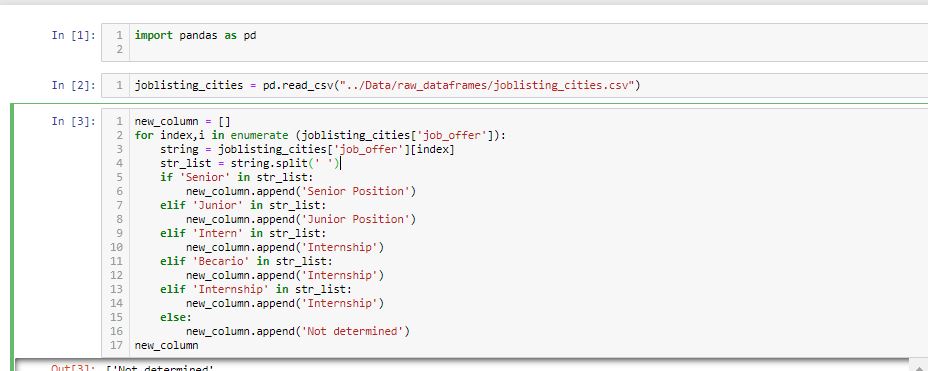 In [1]: 1 import pandas as pd
2
In [2]: 1 joblisting_cities = pd.read_csv("../Data/raw_dataframes/joblisting_cities.csv")
In [3]: 1 new_column = []
2 for index,i in enumerate (joblisting_cities['job_offer']):
3     string = joblisting_cities['job_offer'][index]
4     str_list = string.split(' ')
5     if 'Senior' in str_list:
6         new_column.append('Senior Position')
7     elif 'Junior' in str_list:
8         new_column.append('Junior Position')
9     elif 'Intern' in str_list:
10         new_column.append('Internship')
11     elif 'Becario' in str_list:
12         new_column.append('Internship')
13     elif 'Internship' in str_list:
14         new_column.append('Internship')
15     else:
16         new_column.append('Not determined')
17 new_column
Out[3]: ['Not determined'